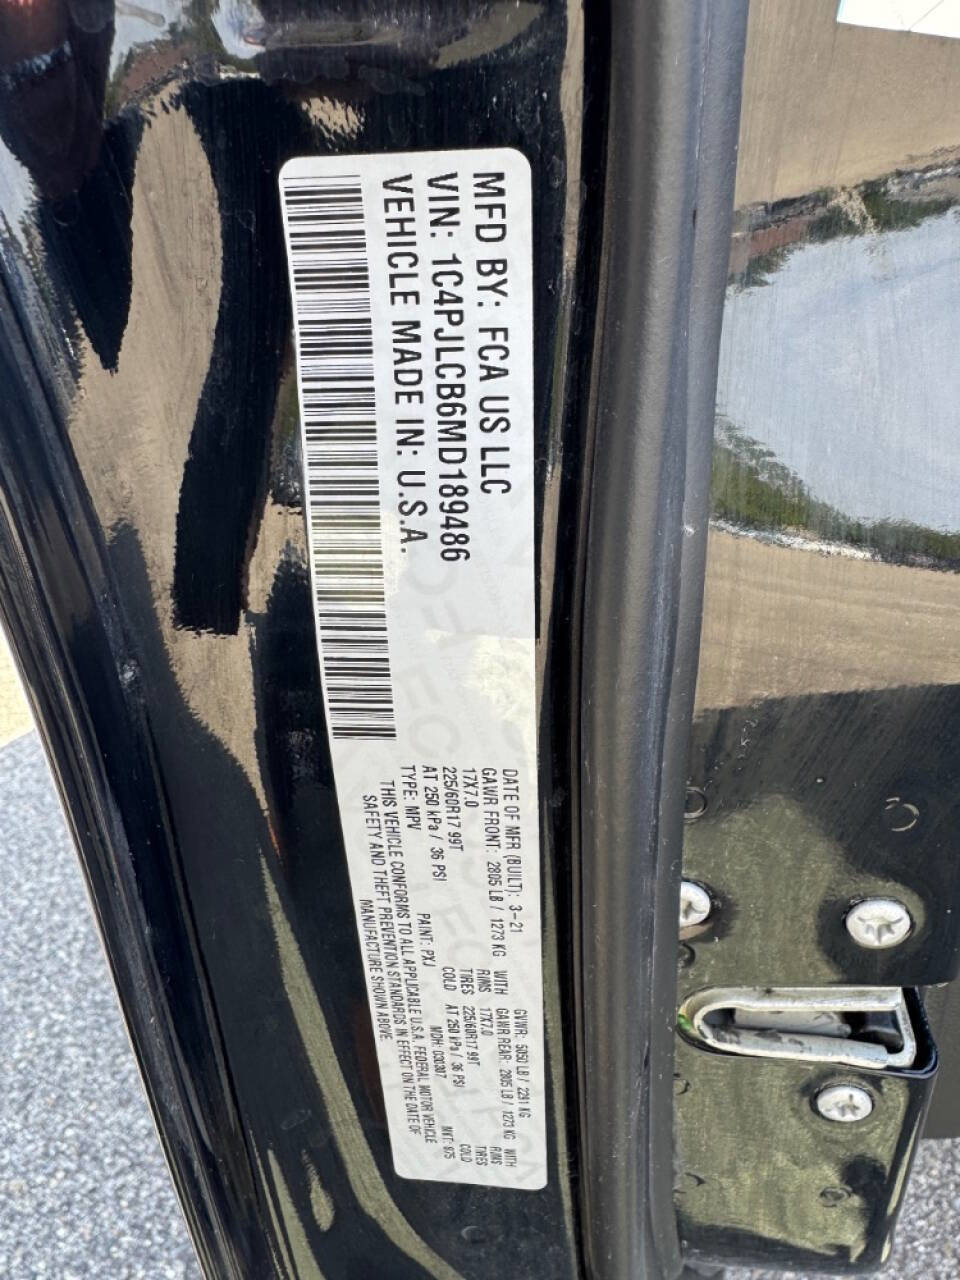 MFD BY: FCA US LLC
VIN: 1C4PJLCB6MD189486
VEHICLE MADE IN: U.S.A.
DATE OF MFR (BUILT): 3-21 GVWR: 5050 LB / 2291 KG
GAWR FRONT: 2805 LB / 1273 KG WITH GAWR REAR: 2805 LB / 1273 KG WITH
17X7.0 RIMS 17X7.0 RIMS
225/60R17 99T TIRES 225/60R17 99T TIRES
AT 250 kPa / 36 PSI COLD AT 250 kPa / 36 PSI COLD
TYPE: MPV PAINT: PXJ MDH: MKT: 
THIS VEHICLE CONFORMS TO ALL APPLICABLE U.S.A. FEDERAL MOTOR VEHICLE
SAFETY AND THEFT PREVENTION STANDARDS IN EFFECT ON THE DATE OF
MANUFACTURE SHOWN ABOVE.